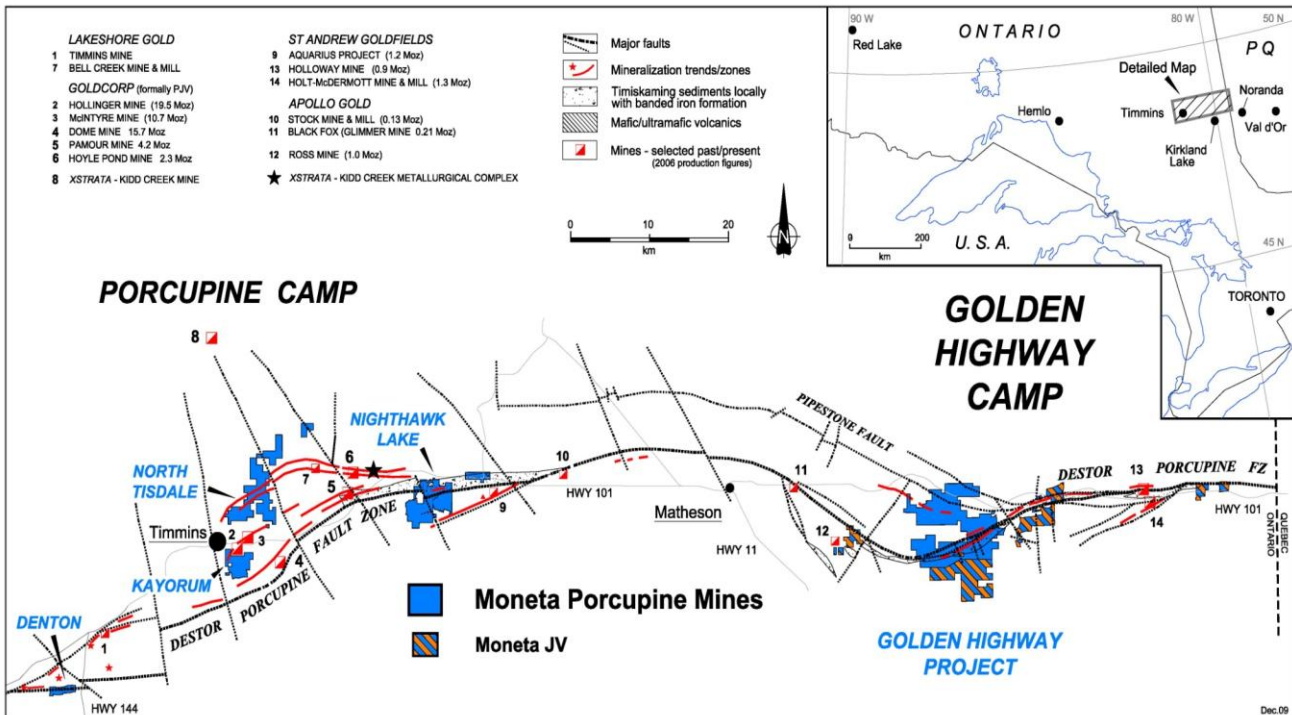 LAKESHORE GOLD
1 TIMMINS MINE
7 BELL CREEK MINE & MILL
GOLDCORP (formally PJV)
2 HOLLINGER MINE (19.5 Moz)
3 McINTYRE MINE (10.7 Moz)
4 DOME MINE 15.7 Moz
5 PAMOUR MINE 4.2 Moz
6 HOYLE POND MINE 2.3 Moz
8 XSTRATA - KIDD CREEK MINE
ST ANDREW GOLDFIELDS
9 AQUARIUS PROJECT (1.2 Moz)
13 HOLLOWAY MINE (0.9 Moz)
14 HOLT-McDERMOTT MINE & MILL (1.3 Moz)
APOLLO GOLD
10 STOCK MINE & MILL (0.13 Moz)
11 BLACK FOX (GLIMMER MINE 0.21 Moz)
12 ROSS MINE (1.0 Moz)
XSTRATA - KIDD CREEK METALLURGICAL COMPLEX
Major faults
Mineralization trends/zones
Timiskaming sediments locally
with banded iron formation
Mafic/ultramafic volcanics
Mines - selected past/present
(2006 production figures)
0 10 20
km
N
90 W
80 W
50 N
Red Lake
ONTARIO
P Q
Detailed Map
Hemlo
Timmins
Noranda
Val d'Or
Kirkland
Lake
0 200
km
U. S. A.
45 N
TORONTO
PORCUPINE CAMP
GOLDEN
HIGHWAY
CAMP
8
NIGHTHAWK
LAKE
PIPESTONE FAULT
NORTH
TISDALE
6
7
5
10
9
HWY 101
11
DESTOR PORCUPINE FZ
13
14
HWY 101
Timmins
2
3
4
Matheson
12
HWY 11
QUEBEC
ONTARIO
KAYORUM
DESTOR PORCUPINE FAULT ZONE
DENTON
1
HWY 144
Moneta Porcupine Mines
Moneta JV
GOLDEN HIGHWAY
PROJECT
Dec.09